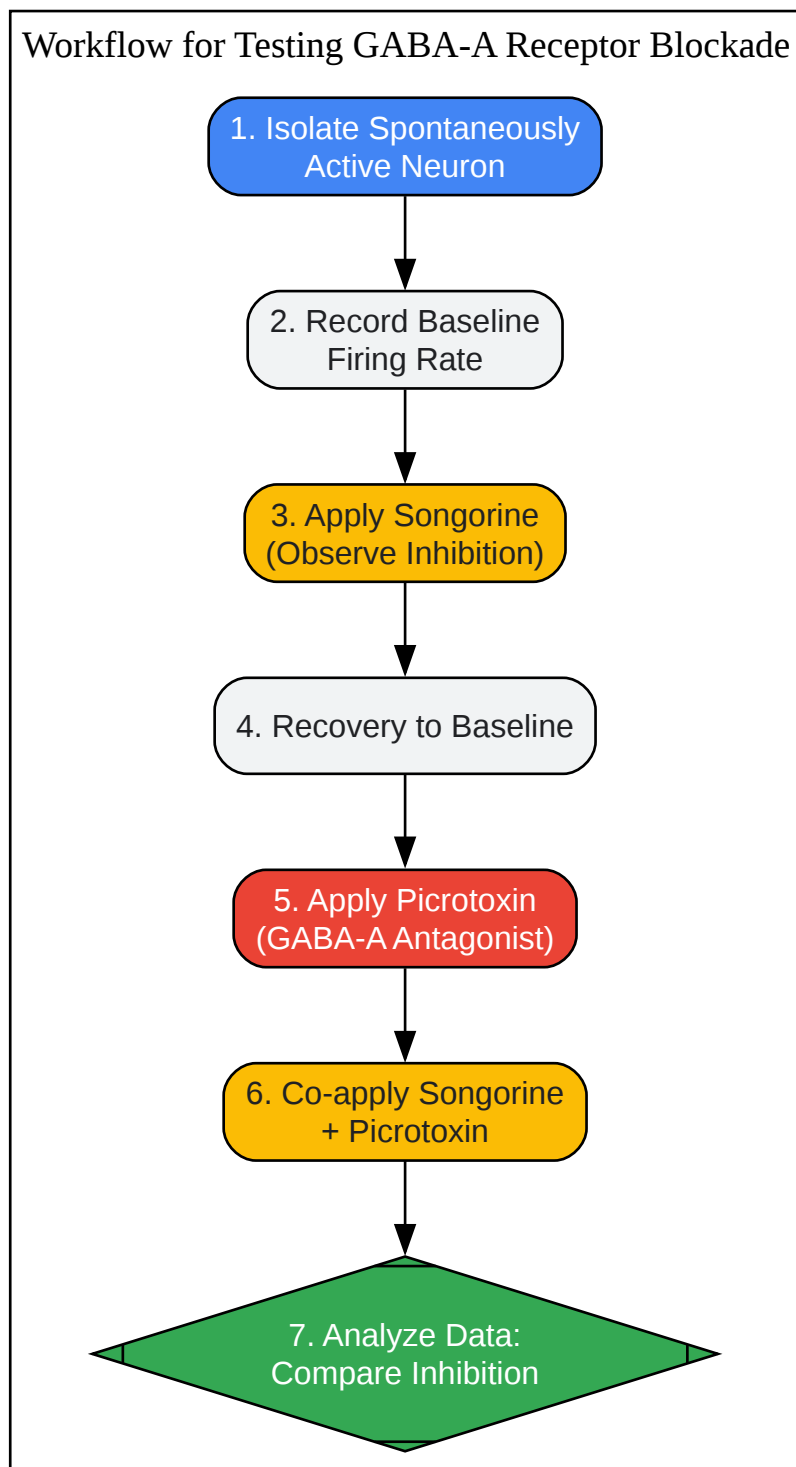 Workflow for Testing GABA-A Receptor Blockade
1. Isolate Spontaneously
Active Neuron
2. Record Baseline
Firing Rate
3. Apply Songorine
(Observe Inhibition)
4. Recovery to Baseline
5. Apply Picrotoxin
(GABA-A Antagonist)
6. Co-apply Songorine
+ Picrotoxin
7. Analyze Data:
Compare Inhibition